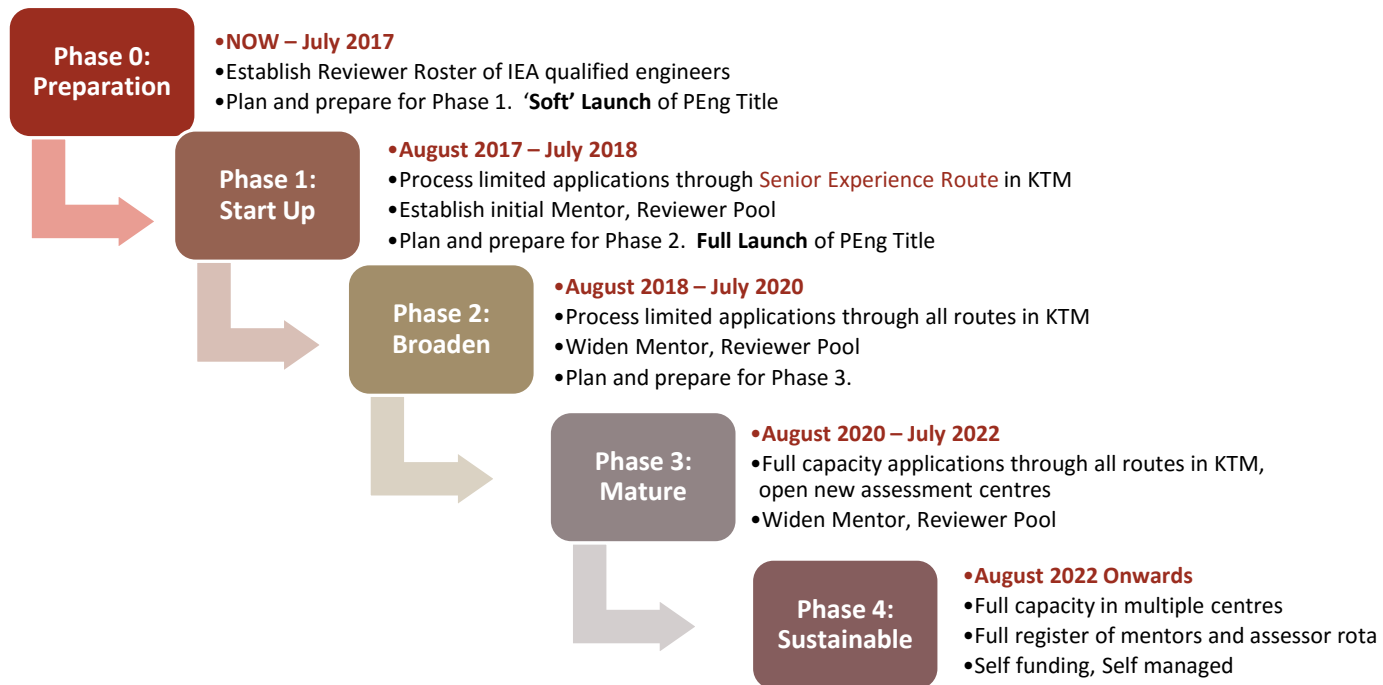 Phase 0:
Preparation
•NOW – July 2017
•Establish Reviewer Roster of IEA qualified engineers
•Plan and prepare for Phase 1.  ‘Soft’ Launch of PEng Title
Phase 1:
Start Up
•August 2017 – July 2018
•Process limited applications through Senior Experience Route in KTM
•Establish initial Mentor, Reviewer Pool
•Plan and prepare for Phase 2.  Full Launch of PEng Title
Phase 2:
Broaden
•August 2018 – July 2020
•Process limited applications through all routes in KTM
•Widen Mentor, Reviewer Pool
•Plan and prepare for Phase 3.
Phase 3:
Mature
•August 2020 – July 2022
•Full capacity applications through all routes in KTM,
open new assessment centres
•Widen Mentor, Reviewer Pool
Phase 4:
Sustainable
•August 2022 Onwards
•Full capacity in multiple centres
•Full register of mentors and assessor rota
•Self funding, Self managed